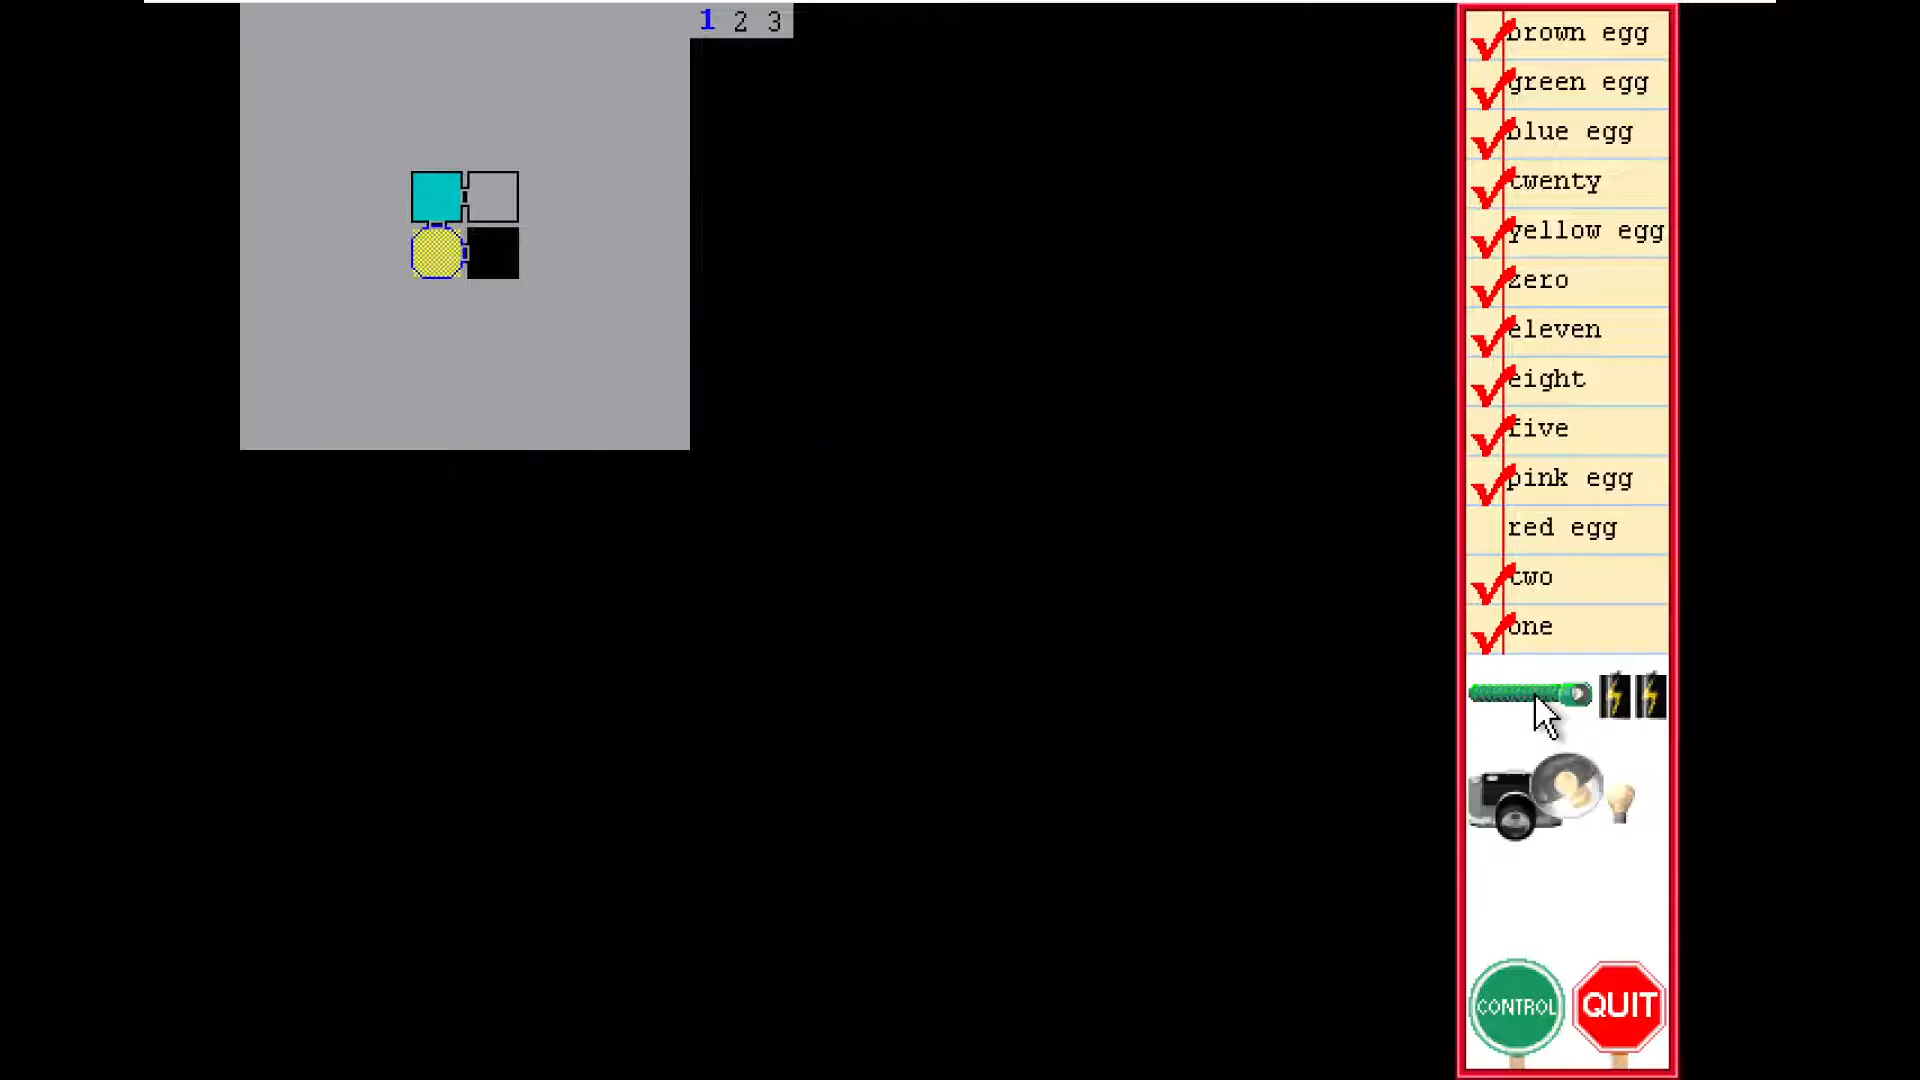 1 2 3
brown egg
green egg
blue egg
twenty
yellow egg
zero
eleven
eight
five
pink egg
red egg
two
one
CONTROL
QUIT